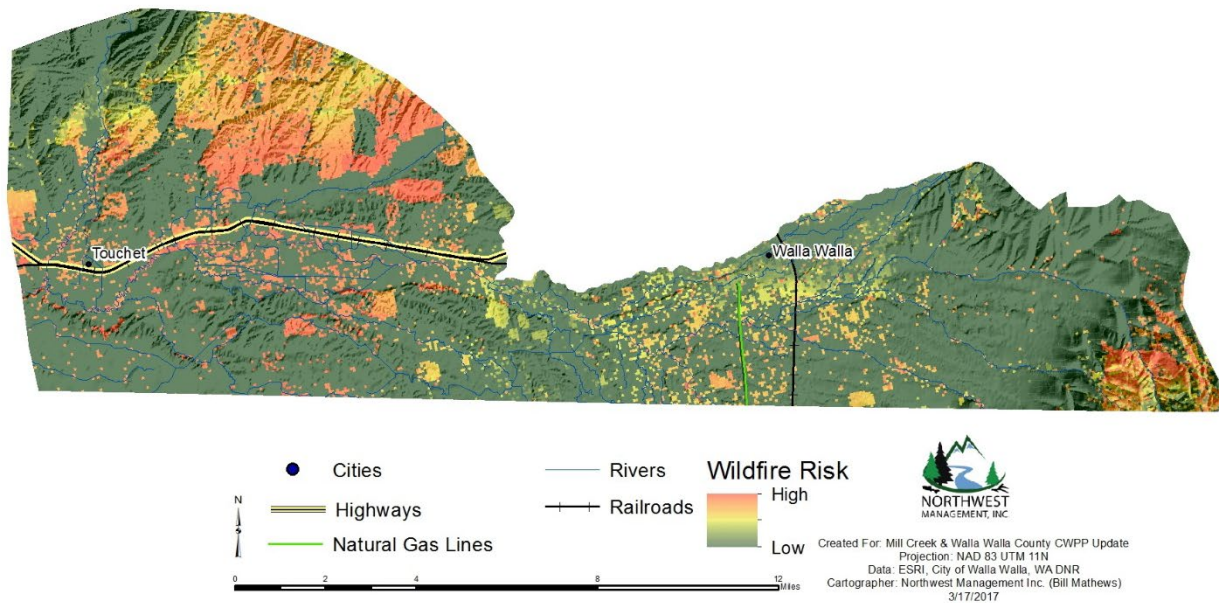 Touchet
Walla Walla
Cities
Highways
Natural Gas Lines
Rivers
Railroads
Wildfire Risk
High
Low
N
0 2 4 8 12
Miles
NORTHWEST
MANAGEMENT, INC
Created For: Mill Creek & Walla Walla County CWPP Update
Projection: NAD 83 UTM 11N
Data: ESRI, City of Walla Walla, WA DNR
Cartographer: Northwest Management Inc. (Bill Mathews)
3/17/2017